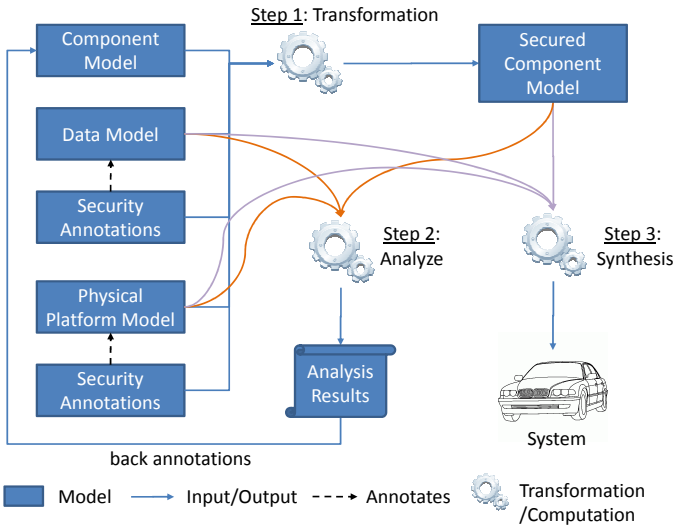 Step 1: Transformation
Component
Model
Secured
Component
Model
Data Model
Security
Annotations
Step 2:
Analyze
Step 3:
Synthesis
Physical
Platform Model
Security
Annotations
Analysis
Results
System
back annotations
Model
Input/Output
Annotates
Transformation
/Computation